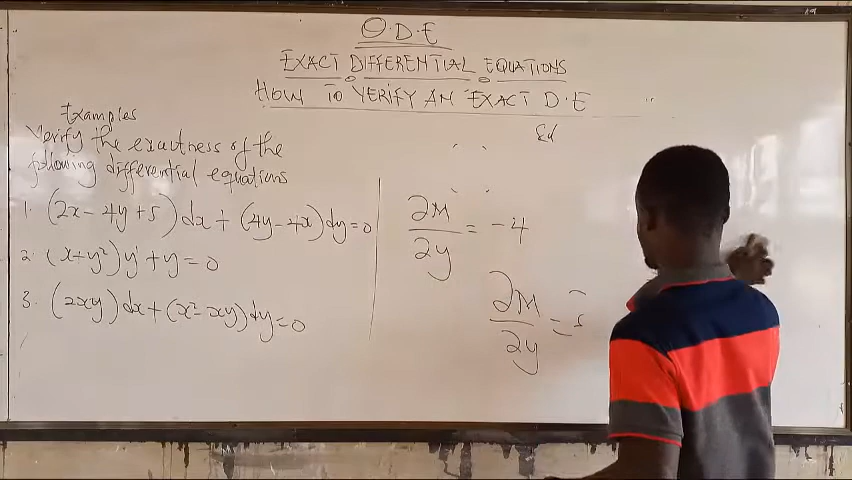 O.D.E
EXACT DIFFERENTIAL EQUATIONS
HOW TO VERIFY AN EXACT D.E
Examples
Verify the exactness of the
following differential equations
1. (2x - 4y + 5)dx + (4y - 4x)dy = 0
2. (x + y²)y' + y = 0
3. (2xy)dx + (x² - xy)dy = 0
∂M/∂y = -4
∂M/∂y =